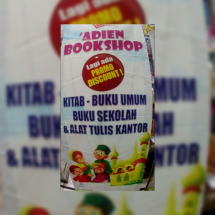 'ADIEN
BOOKSHOP
Lagi ada
PROMO
DISCOUNT!
KITAB - BUKU UMUM
BUKU SEKOLAH
& ALAT TULIS KANTOR